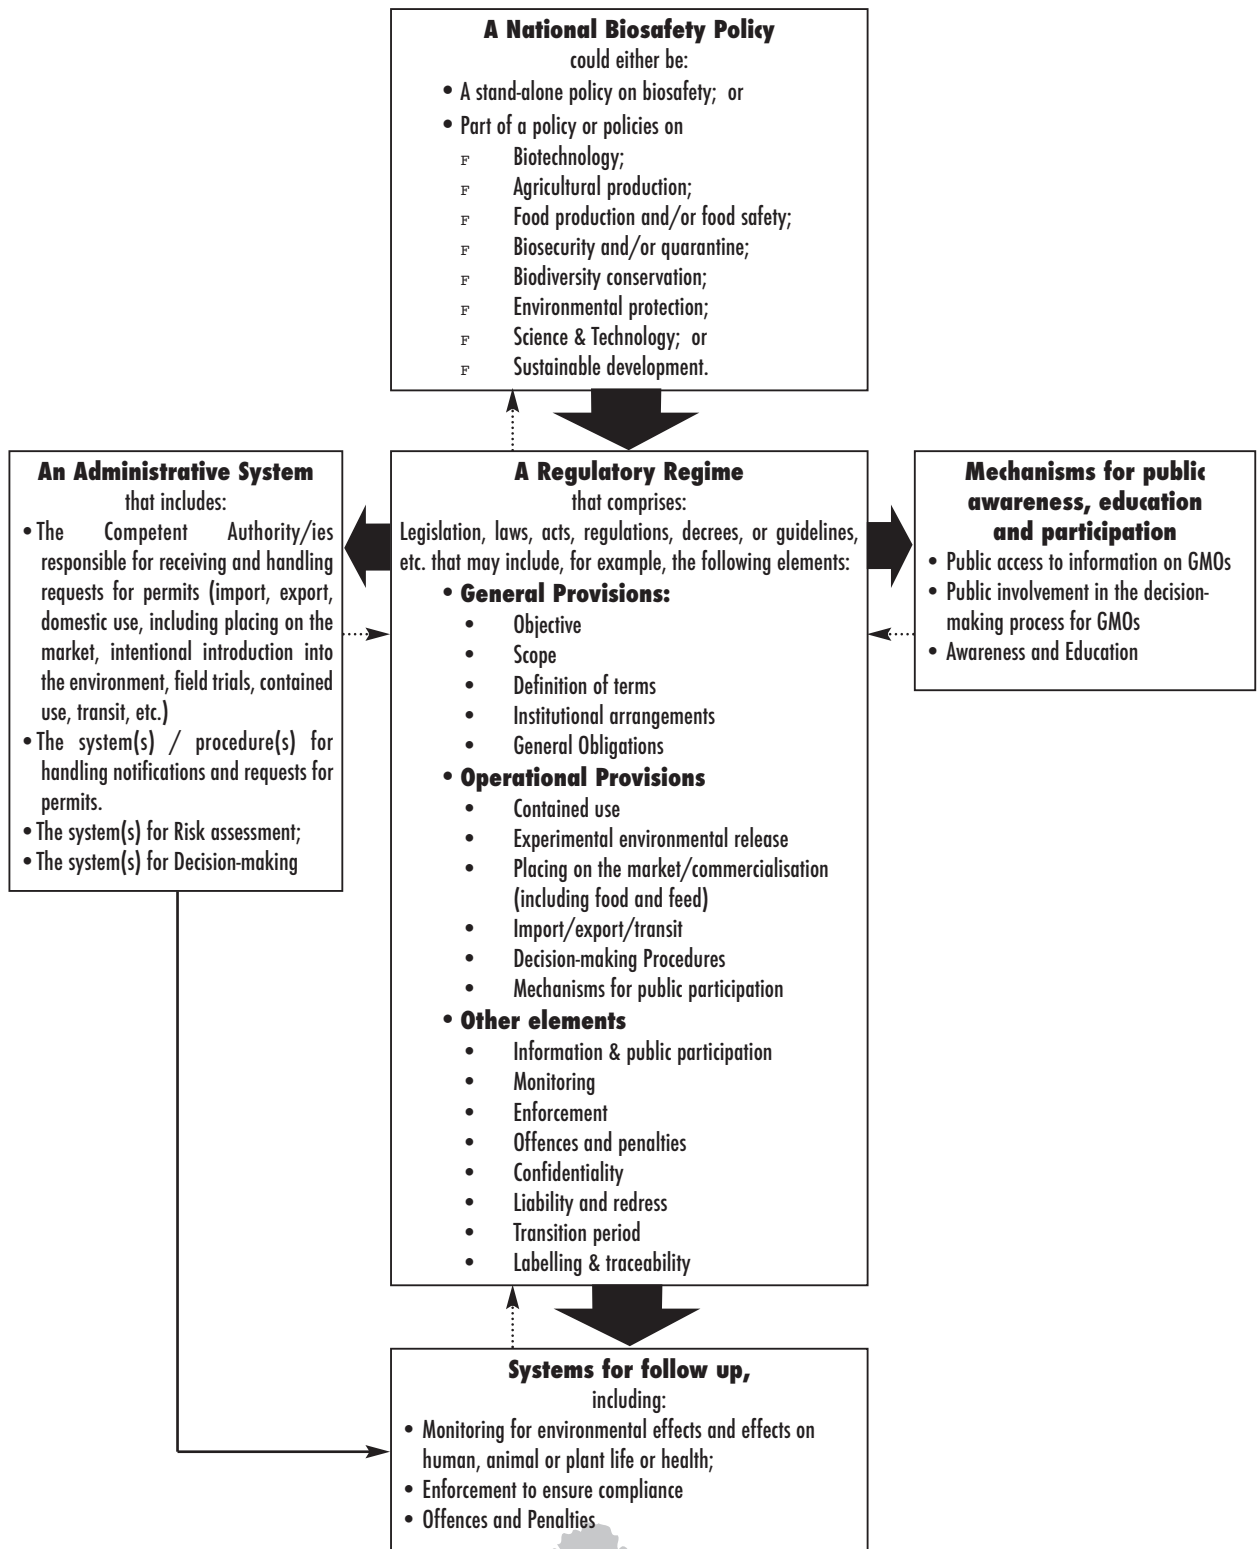 A National Biosafety Policy
could either be:
• A stand-alone policy on biosafety; or
• Part of a policy or policies on
F Biotechnology;
F Agricultural production;
F Food production and/or food safety;
F Biosecurity and/or quarantine;
F Biodiversity conservation;
F Environmental protection;
F Science & Technology; or
F Sustainable development.
An Administrative System
that includes:
• The Competent Authority/ies
responsible for receiving and handling
requests for permits (import, export,
domestic use, including placing on the
market, intentional introduction into
the environment, field trials, contained
use, transit, etc.)
• The system(s) / procedure(s) for
handling notifications and requests for
permits.
• The system(s) for Risk assessment;
• The system(s) for Decision-making
A Regulatory Regime
that comprises:
Legislation, laws, acts, regulations, decrees, or guidelines,
etc. that may include, for example, the following elements:
• General Provisions:
• Objective
• Scope
• Definition of terms
• Institutional arrangements
• General Obligations
• Operational Provisions
• Contained use
• Experimental environmental release
• Placing on the market/commercialisation
(including food and feed)
• Import/export/transit
• Decision-making Procedures
• Mechanisms for public participation
• Other elements
• Information & public participation
• Monitoring
• Enforcement
• Offences and penalties
• Confidentiality
• Liability and redress
• Transition period
• Labelling & traceability
Mechanisms for public
awareness, education
and participation
• Public access to information on GMOs
• Public involvement in the decision-
making process for GMOs
• Awareness and Education
Systems for follow up,
including:
• Monitoring for environmental effects and effects on
human, animal or plant life or health;
• Enforcement to ensure compliance
• Offences and Penalties